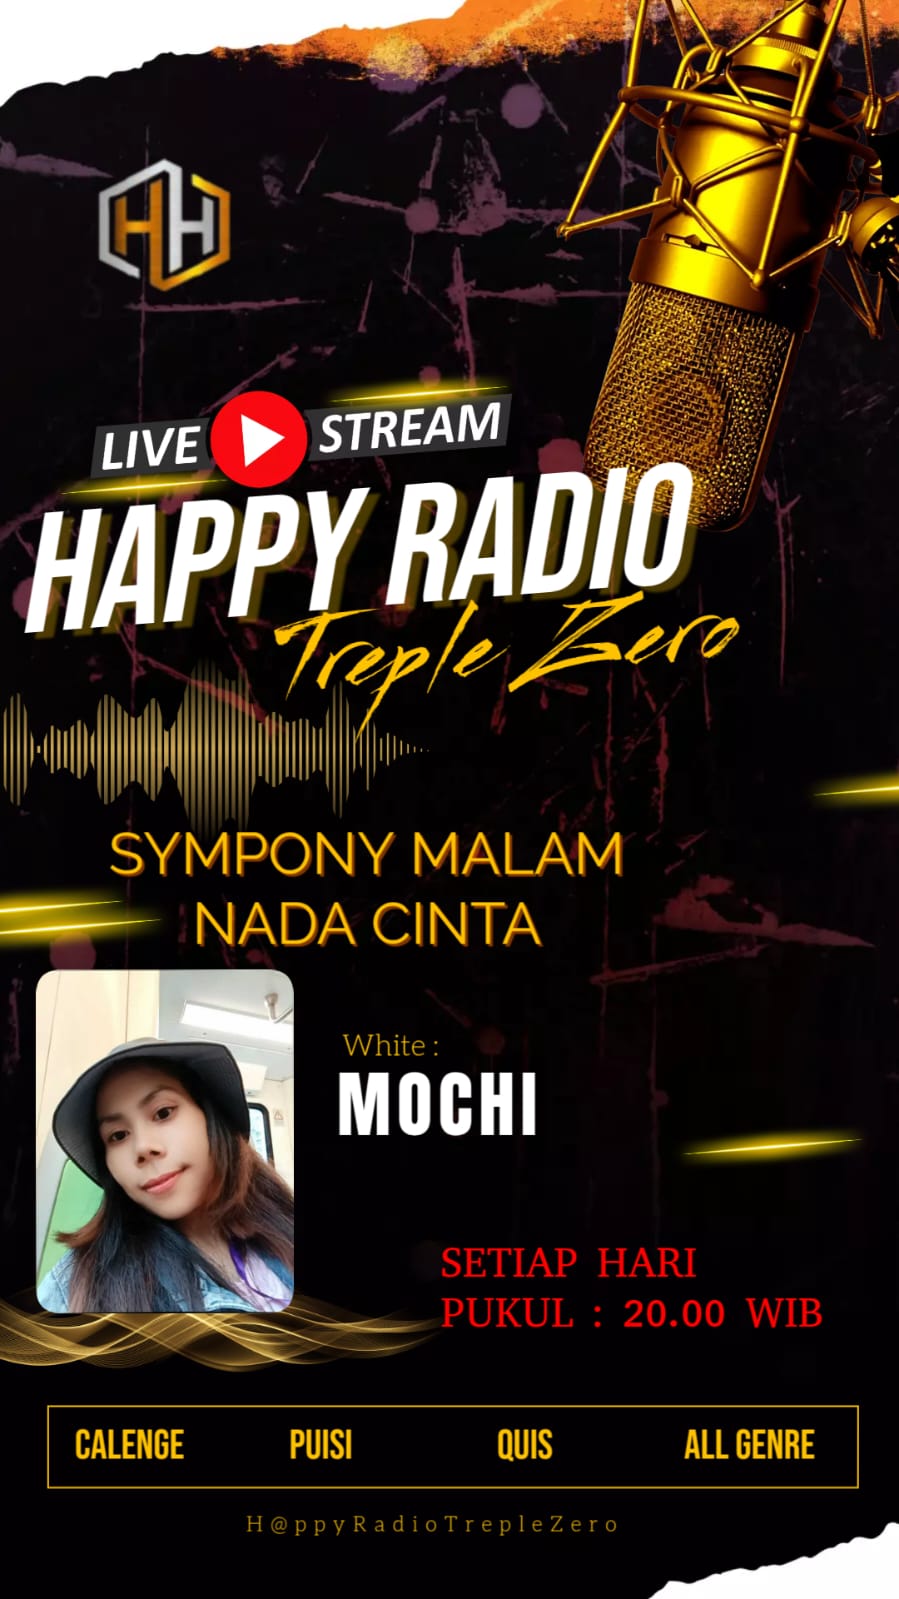 HH
LIVE STREAM
HAPPY RADIO
Treple Zero
SYMPONY MALAM
NADA CINTA
White :
MOCHI
SETIAP HARI
PUKUL : 20.00 WIB
CALENGE PUISI QUIS ALL GENRE
H@ppyRadioTrepleZero